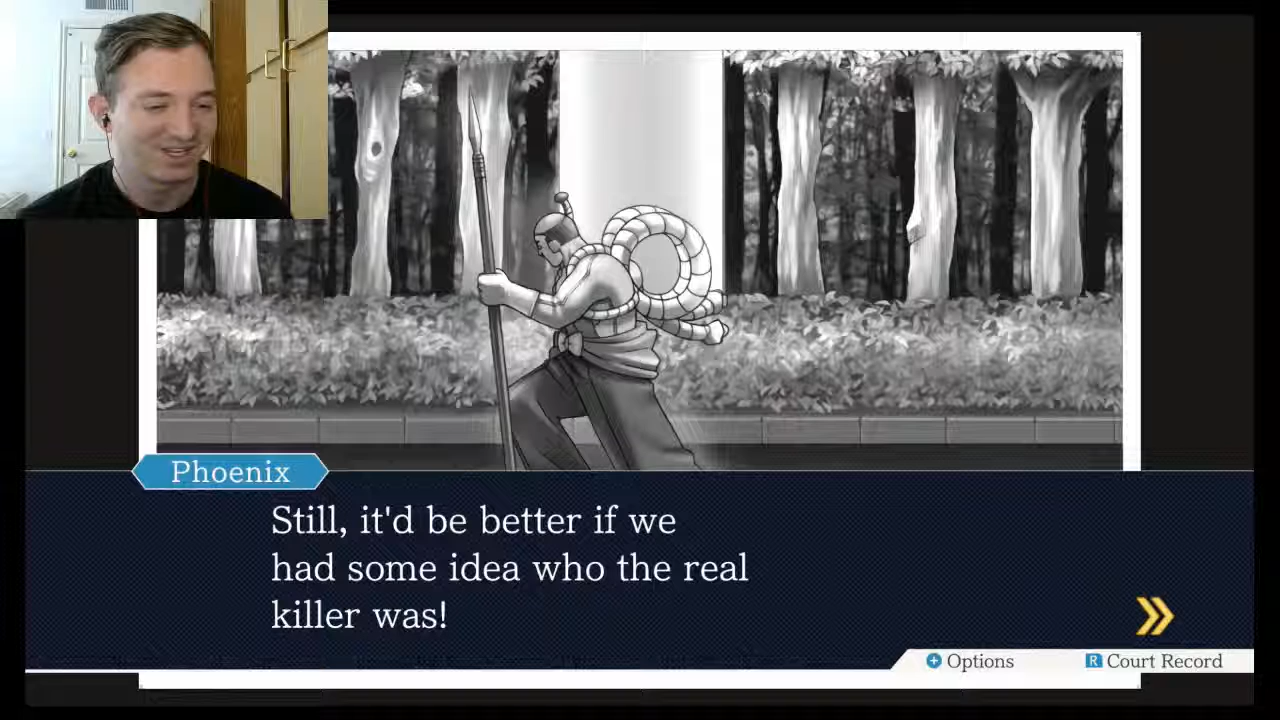 Phoenix
Still, it'd be better if we
had some idea who the real
killer was!
Options
R Court Record